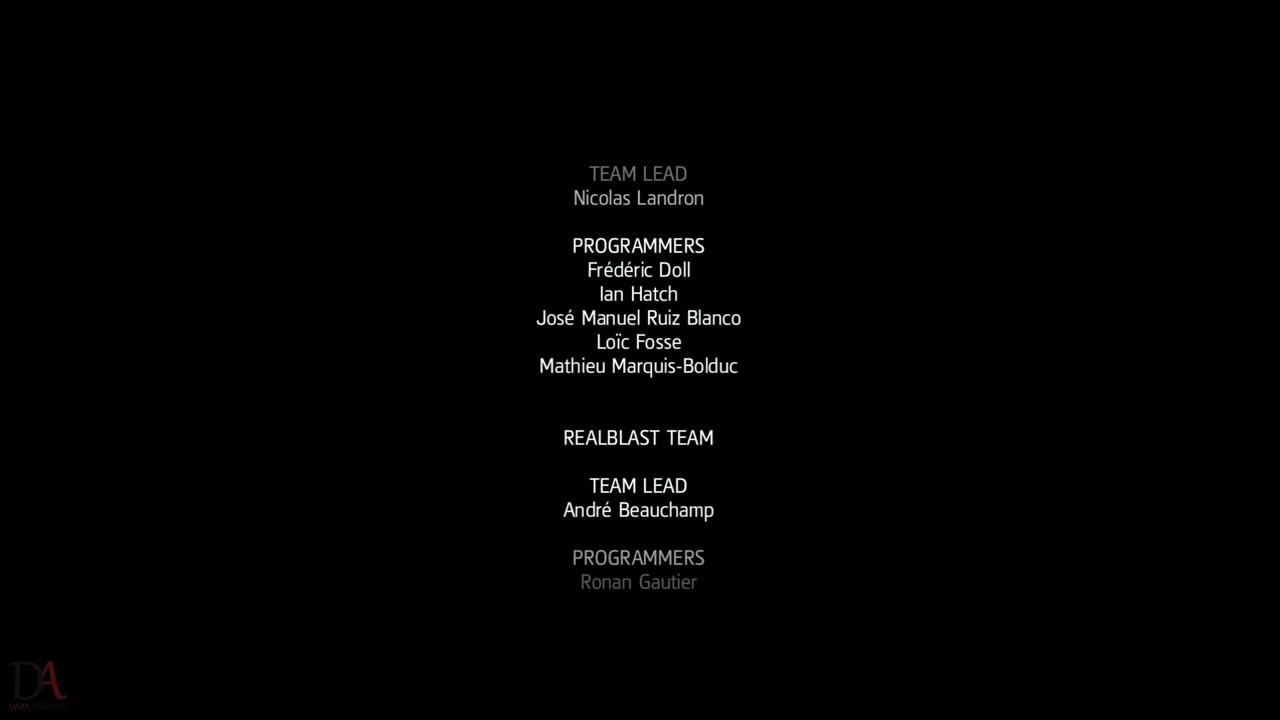 TEAM LEAD
Nicolas Landron
PROGRAMMERS
Frédéric Doll
Ian Hatch
José Manuel Ruiz Blanco
Loïc Fosse
Mathieu Marquis-Bolduc
REALBLAST TEAM
TEAM LEAD
André Beauchamp
PROGRAMMERS
Ronan Gautier
DA